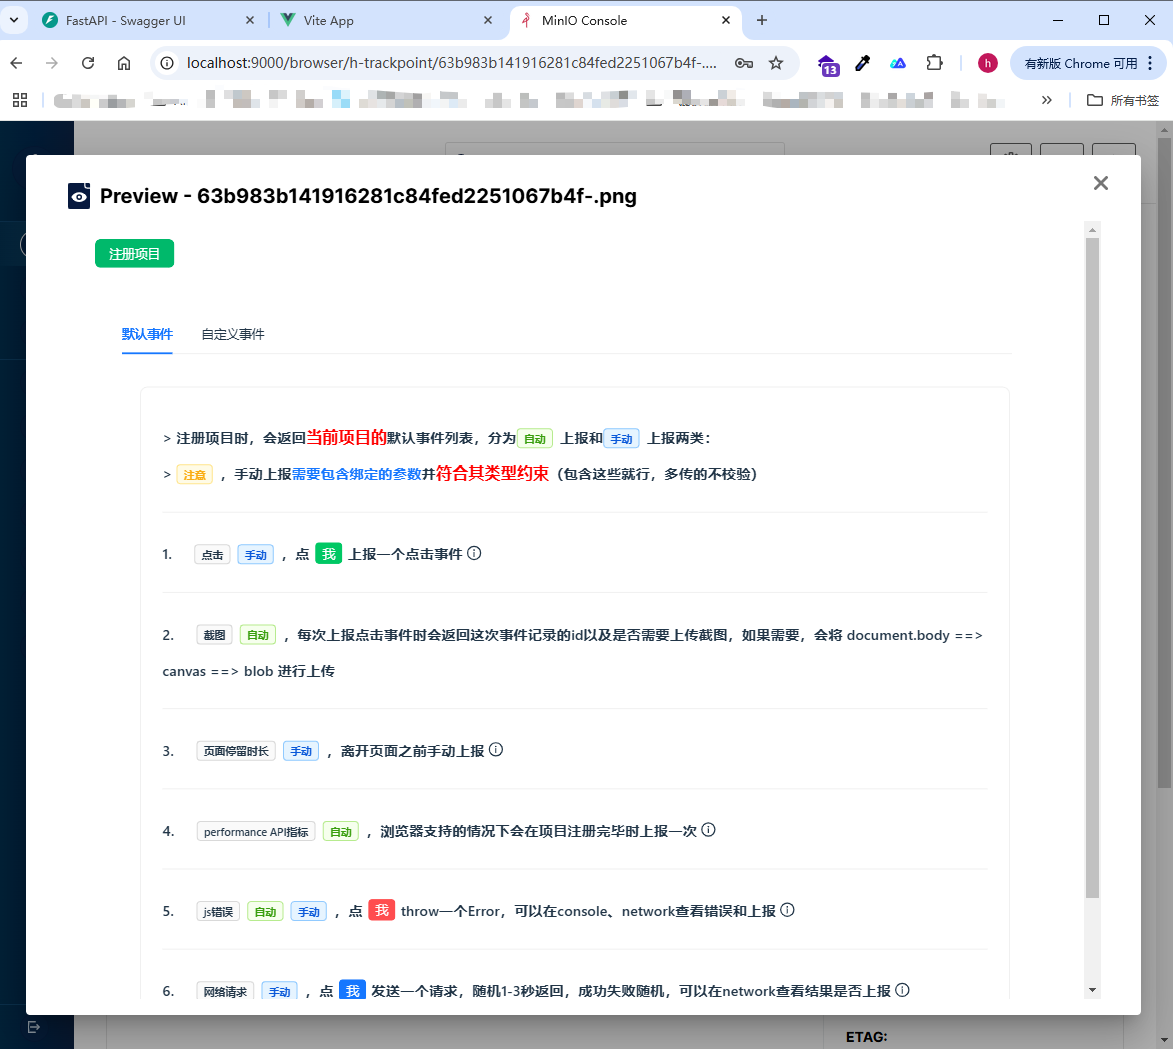 FastAPI - Swagger UI
Vite App
MinIO Console
localhost:9000/browser/h-trackpoint/63b983b141916281c84fed2251067b4f-....
13
h
有新版 Chrome 可用
所有书签
Preview - 63b983b141916281c84fed2251067b4f-.png
注册项目
默认事件 自定义事件
> 注册项目时，会返回当前项目的默认事件列表，分为 自动 上报和 手动 上报两类：
> 注意 ，手动上报需要包含绑定的参数并符合其类型约束（包含这些就行，多传的不校验）
1. 点击 手动 ，点 我 上报一个点击事件
2. 截图 自动 ，每次上报点击事件时会返回这次事件记录的id以及是否需要上传截图，如果需要，会将 document.body ==>
canvas ==> blob 进行上传
3. 页面停留时长 手动 ，离开页面之前手动上报
4. performance API指标 自动 ，浏览器支持的情况下会在项目注册完毕时上报一次
5. js错误 自动 手动 ，点 我 throw一个Error，可以在console、network查看错误和上报
6. 网络请求 手动 ，点 我 发送一个请求，随机1-3秒返回，成功失败随机，可以在network查看结果是否上报
ETAG: